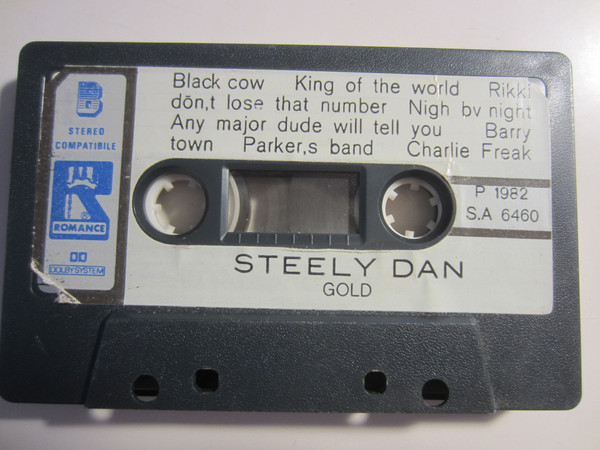 B
STEREO
COMPATIBILE
R
ROMANCE
DOLBY SYSTEM
Black cow King of the world Rikki
dōn,t lose that number Nigh by night
Any major dude will tell you Barry
town Parker,s band Charlie Freak
P 1982
S.A 6460
STEELY DAN
GOLD